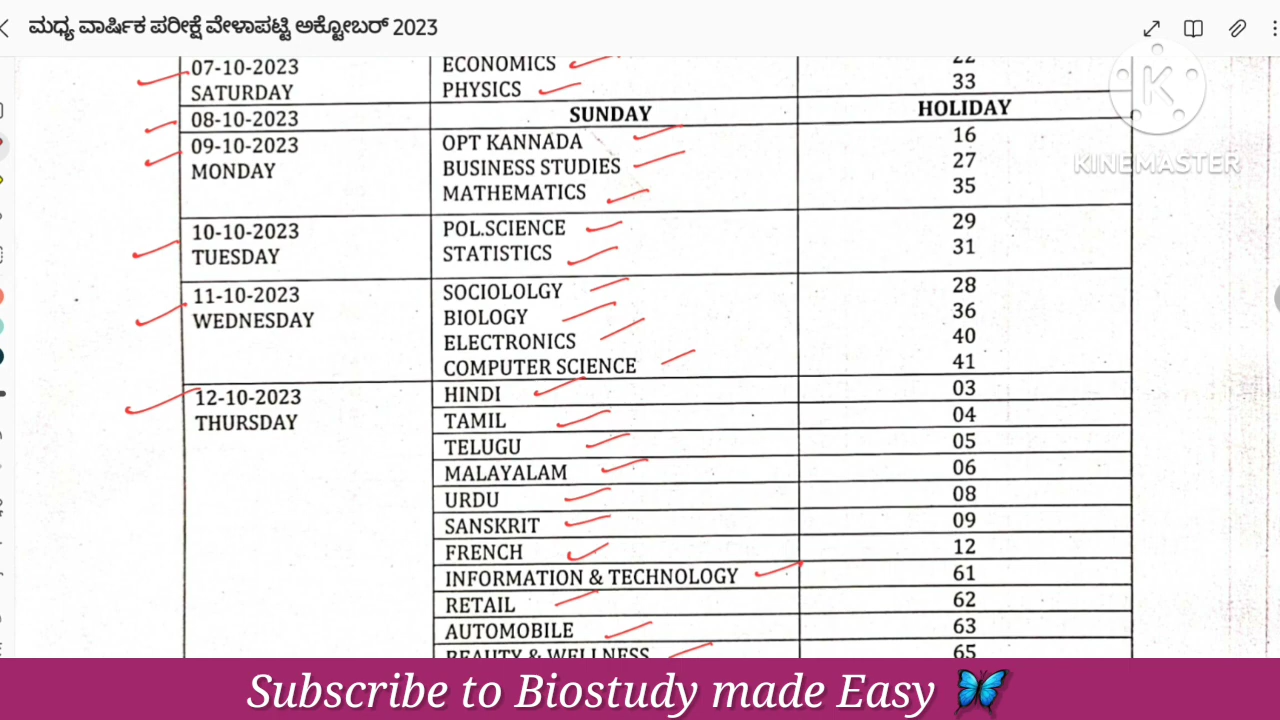 ಮಧ್ಯ ವಾರ್ಷಿಕ ಪರೀಕ್ಷೆ ವೇಳಾಪಟ್ಟಿ ಅಕ್ಟೋಬರ್ 2023
07-10-2023 ECONOMICS 22
SATURDAY PHYSICS 33
08-10-2023 SUNDAY HOLIDAY
09-10-2023 OPT KANNADA 16
MONDAY BUSINESS STUDIES 27
MATHEMATICS 35
10-10-2023 POL.SCIENCE 29
TUESDAY STATISTICS 31
11-10-2023 SOCIOLOLGY 28
WEDNESDAY BIOLOGY 36
ELECTRONICS 40
COMPUTER SCIENCE 41
12-10-2023 HINDI 03
THURSDAY TAMIL 04
TELUGU 05
MALAYALAM 06
URDU 08
SANSKRIT 09
FRENCH 12
INFORMATION & TECHNOLOGY 61
RETAIL 62
AUTOMOBILE 63
BEAUTY & WELLNESS 65
K
KINEMASTER
Subscribe to Biostudy made Easy